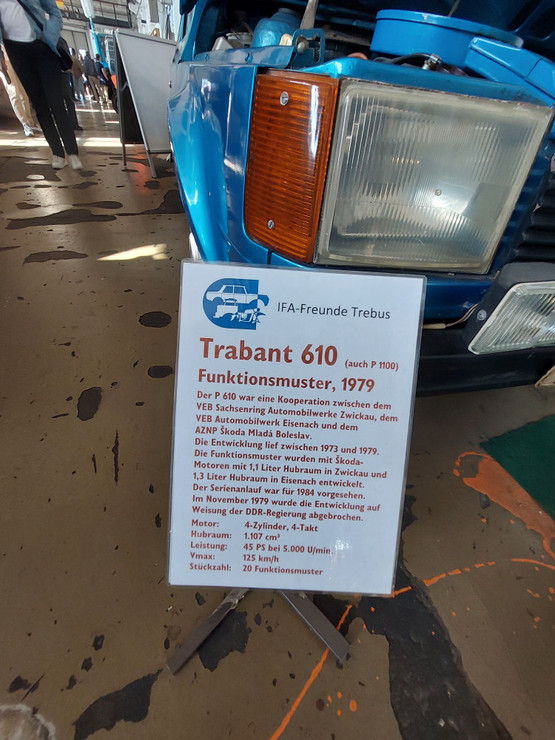 IFA-Freunde Trebus
Trabant 610 (auch P 1100)
Funktionsmuster, 1979
Der P 610 war eine Kooperation zwischen dem
VEB Sachsenring Automobilwerke Zwickau, dem
VEB Automobilwerk Eisenach und dem
AZNP Škoda Mladá Boleslav.
Die Entwicklung lief zwischen 1973 und 1979.
Die Funktionsmuster wurden mit Škoda-
Motoren mit 1,1 Liter Hubraum in Zwickau und
1,3 Liter Hubraum in Eisenach entwickelt.
Der Serienanlauf war für 1984 vorgesehen.
Im November 1979 wurde die Entwicklung auf
Weisung der DDR-Regierung abgebrochen.
Motor: 4-Zylinder, 4-Takt
Hubraum: 1.107 cm³
Leistung: 45 PS bei 5.000 U/min.
Vmax: 125 km/h
Stückzahl: 20 Funktionsmuster